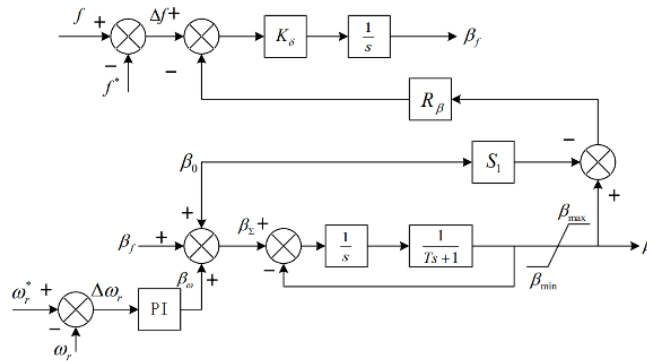 f + Δf + K_δ 1/s β_f
− −
f*
R_β
β_0 S_1 − +
+ β_Σ + β_max
β_f + 1/s 1/(Ts+1) β
− β_min
ω_r* + Δω_r PI β_ω +
−
ω_r